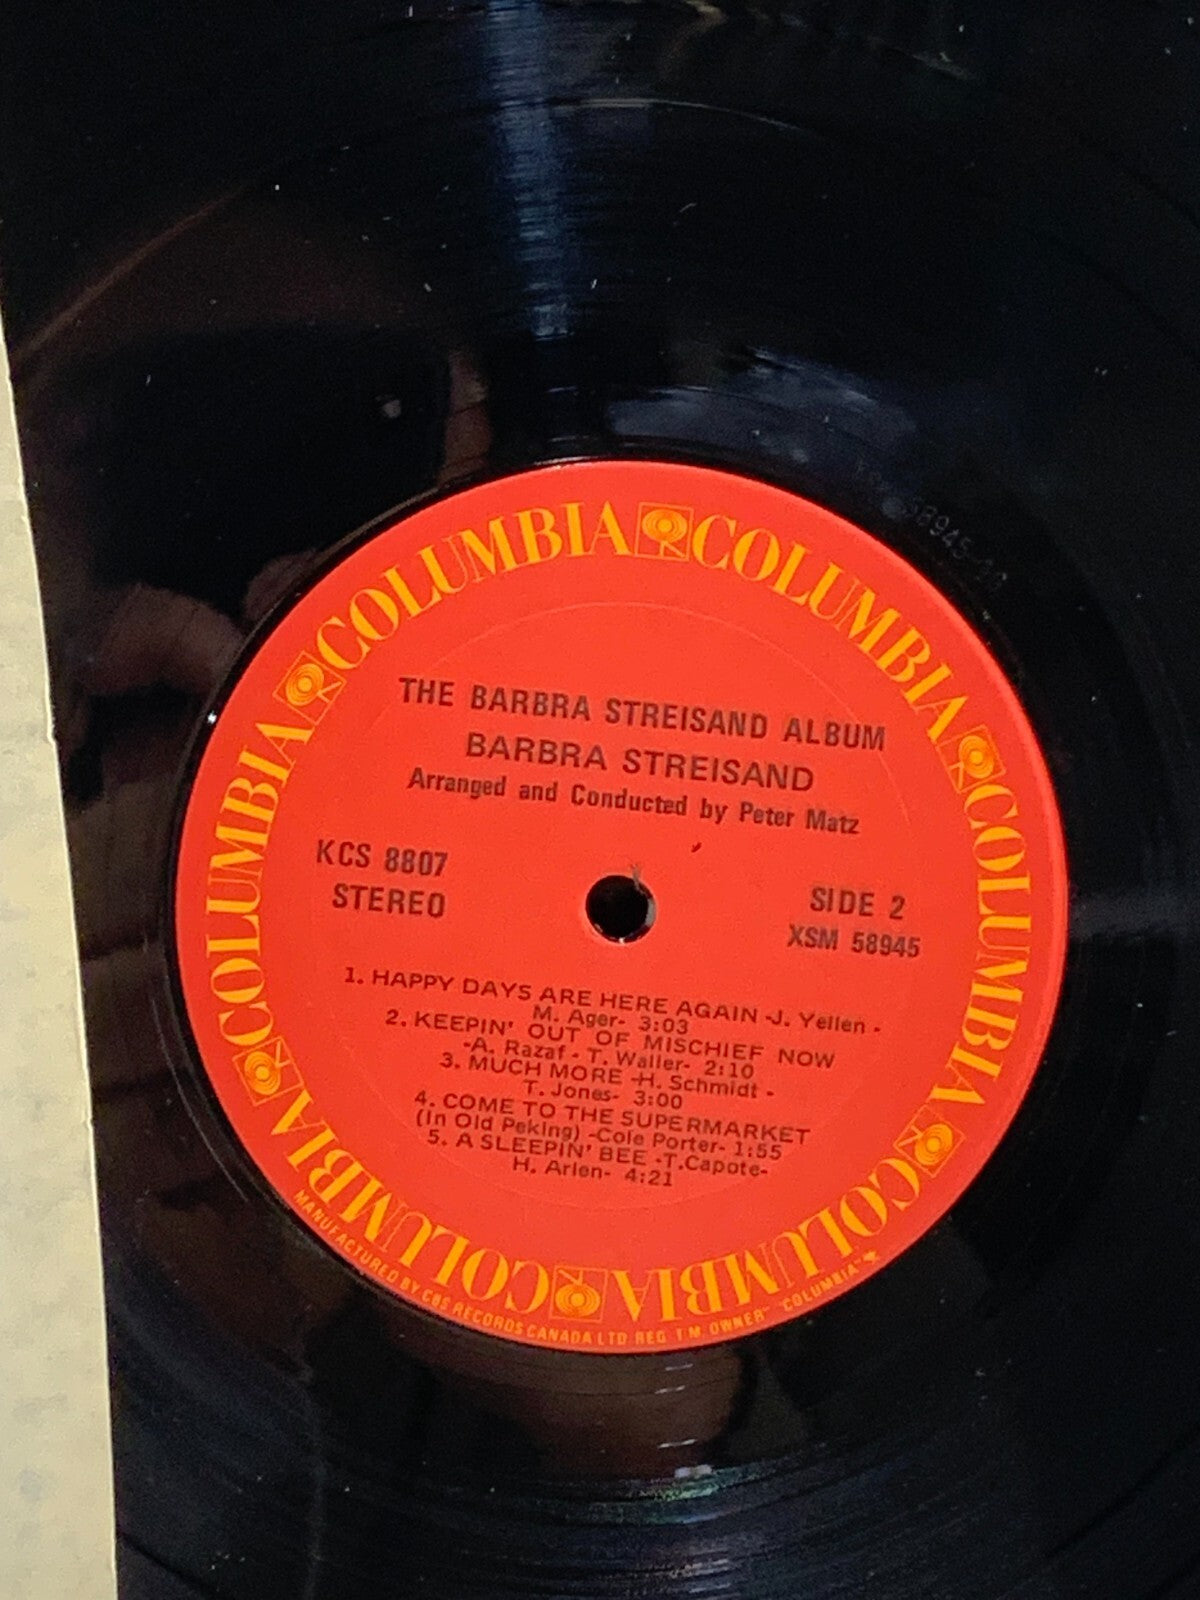 COLUMBIA COLUMBIA COLUMBIA COLUMBIA COLUMBIA COLUMBIA
THE BARBRA STREISAND ALBUM
BARBRA STREISAND
Arranged and Conducted by Peter Matz
KCS 8807
STEREO
SIDE 2
XSM 58945
1. HAPPY DAYS ARE HERE AGAIN -J. Yellen -
M. Ager- 3:03
2. KEEPIN' OUT OF MISCHIEF NOW
-A. Razaf - T. Waller- 2:10
3. MUCH MORE -H. Schmidt -
T. Jones- 3:00
4. COME TO THE SUPERMARKET
(In Old Peking) -Cole Porter- 1:55
5. A SLEEPIN' BEE -T.Capote-
H. Arlen- 4:21
MANUFACTURED BY CBS RECORDS CANADA LTD REG T M OWNER" "COLUMBIA"
58945